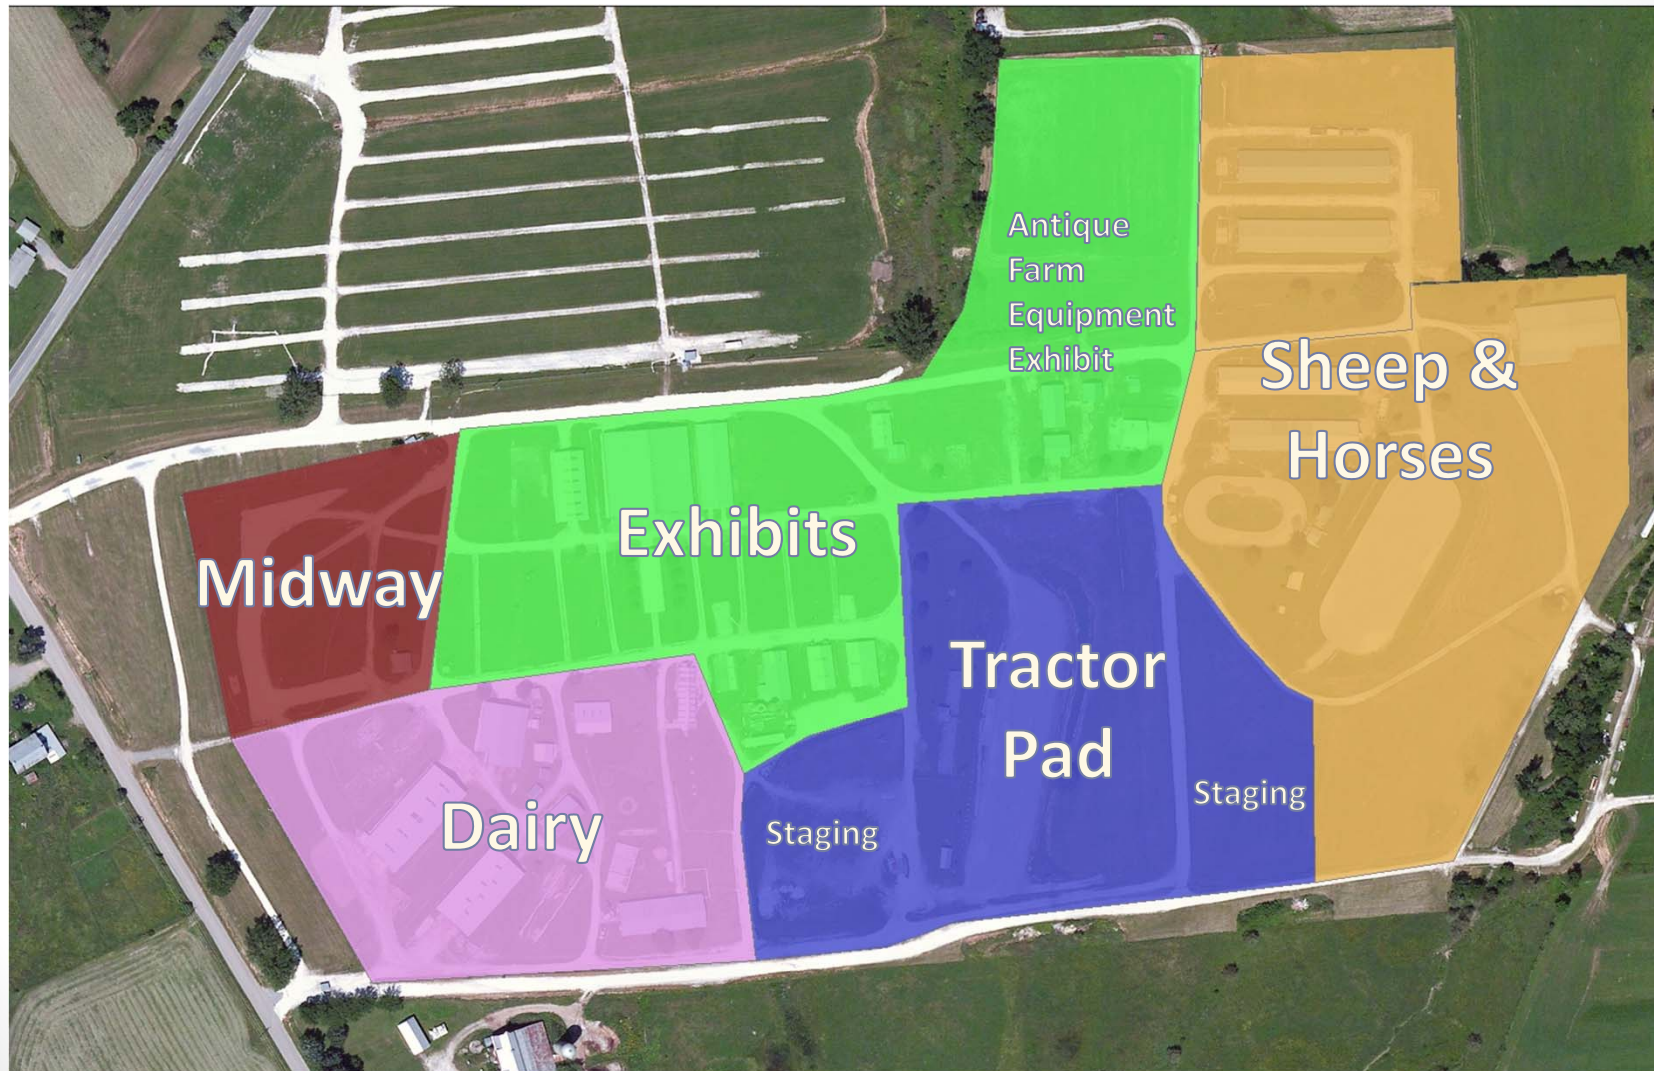 Antique
Farm
Equipment
Exhibit
Sheep &
Horses
Exhibits
Midway
Tractor
Pad
Staging
Dairy
Staging